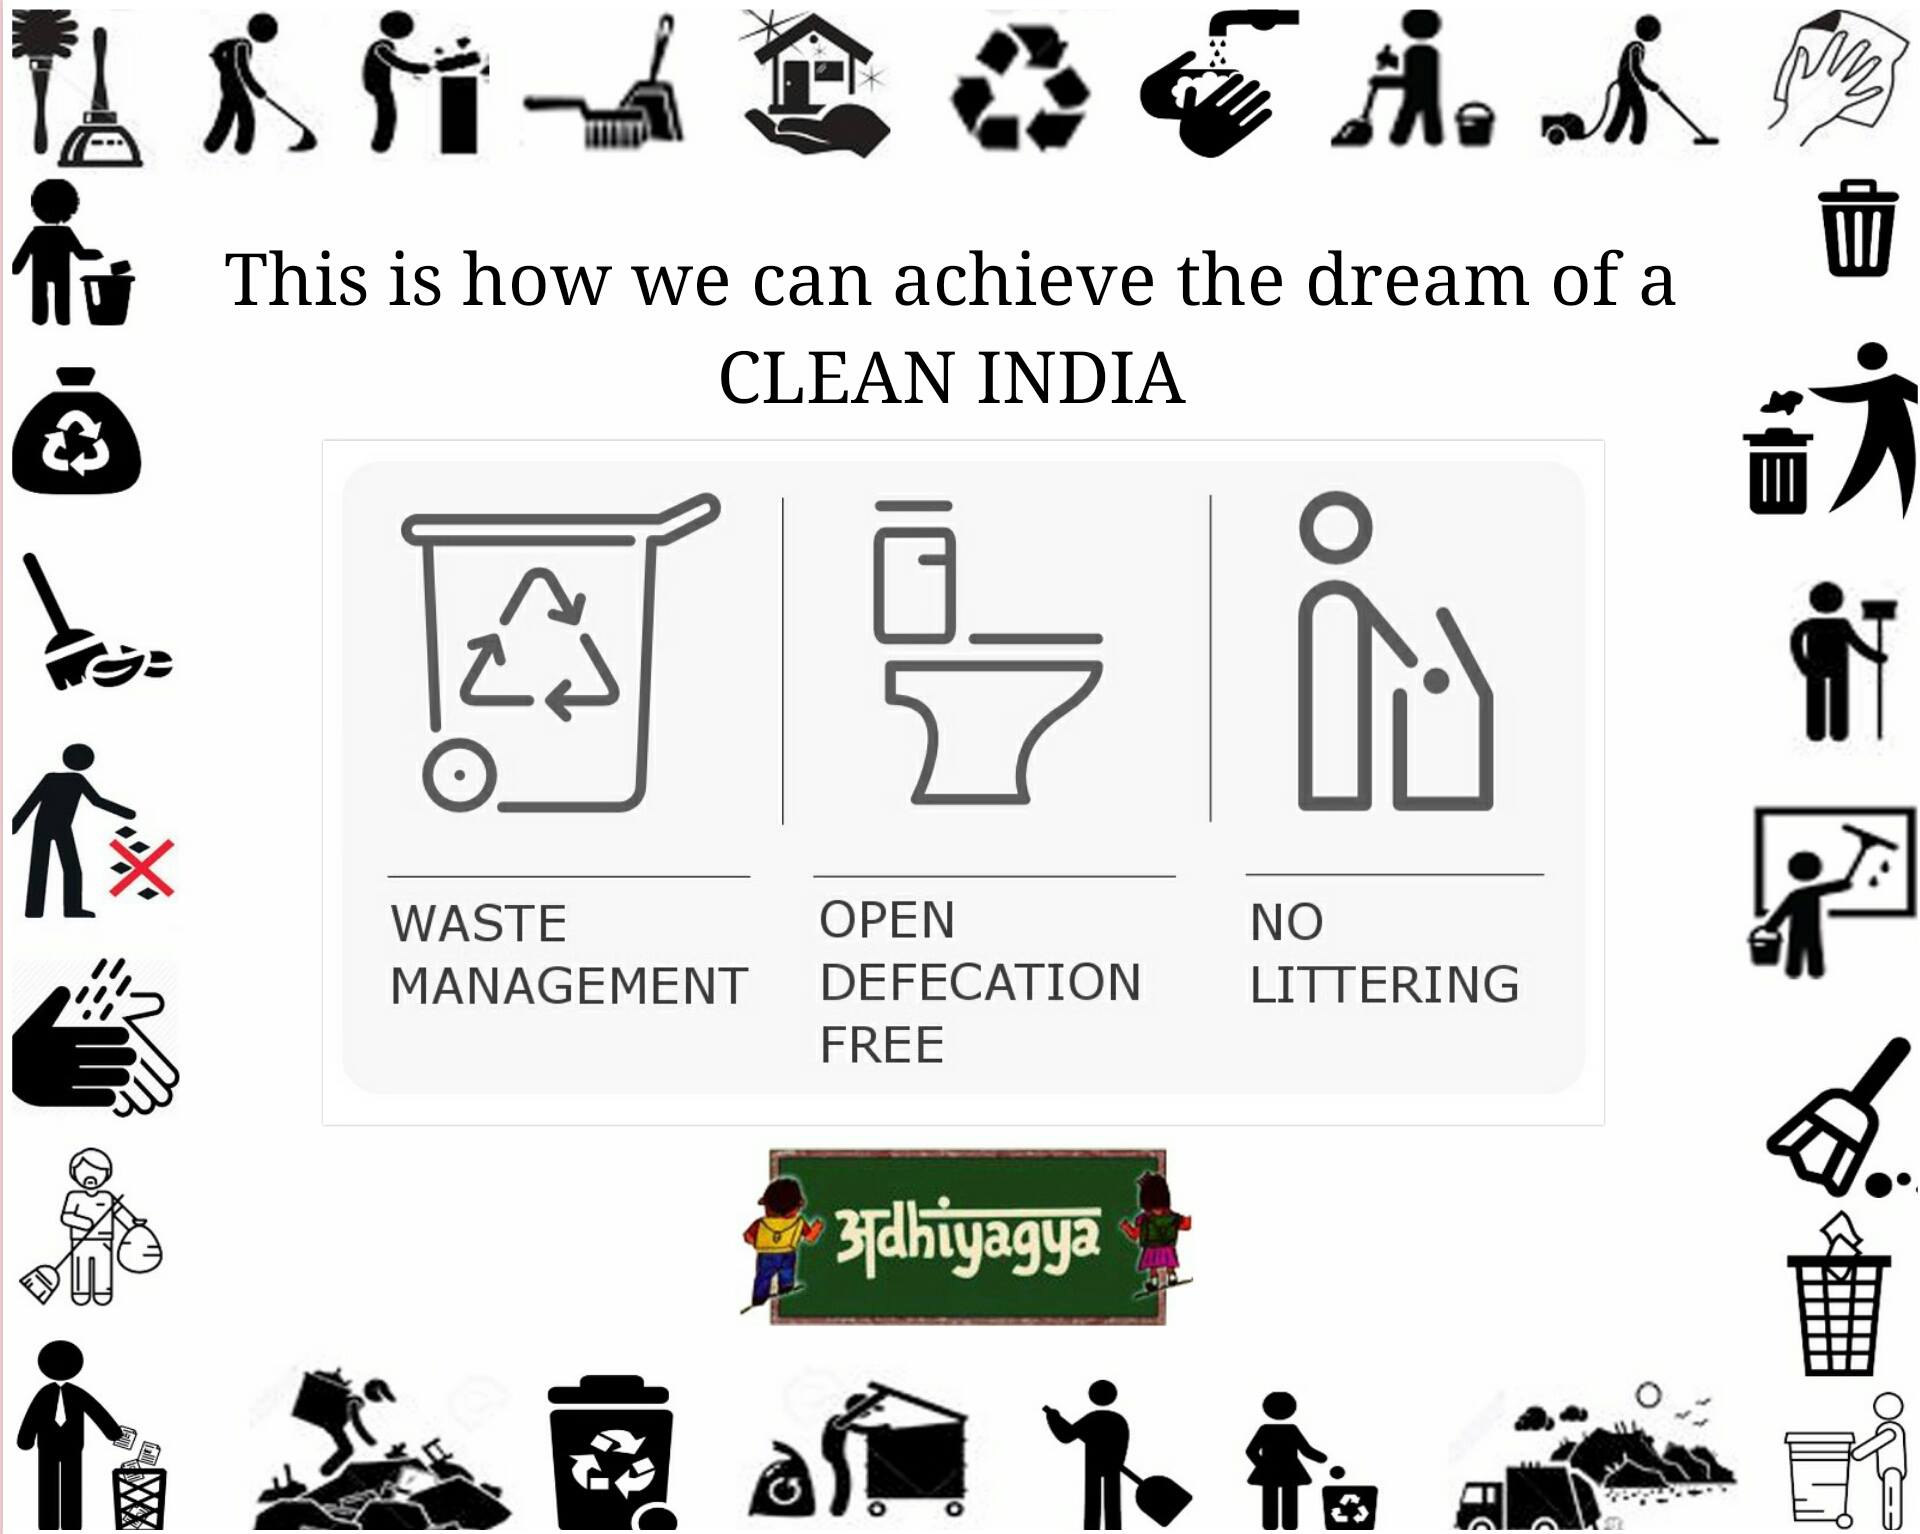 This is how we can achieve the dream of a
CLEAN INDIA
WASTE
MANAGEMENT
OPEN
DEFECATION
FREE
NO
LITTERING
अdhiyagya